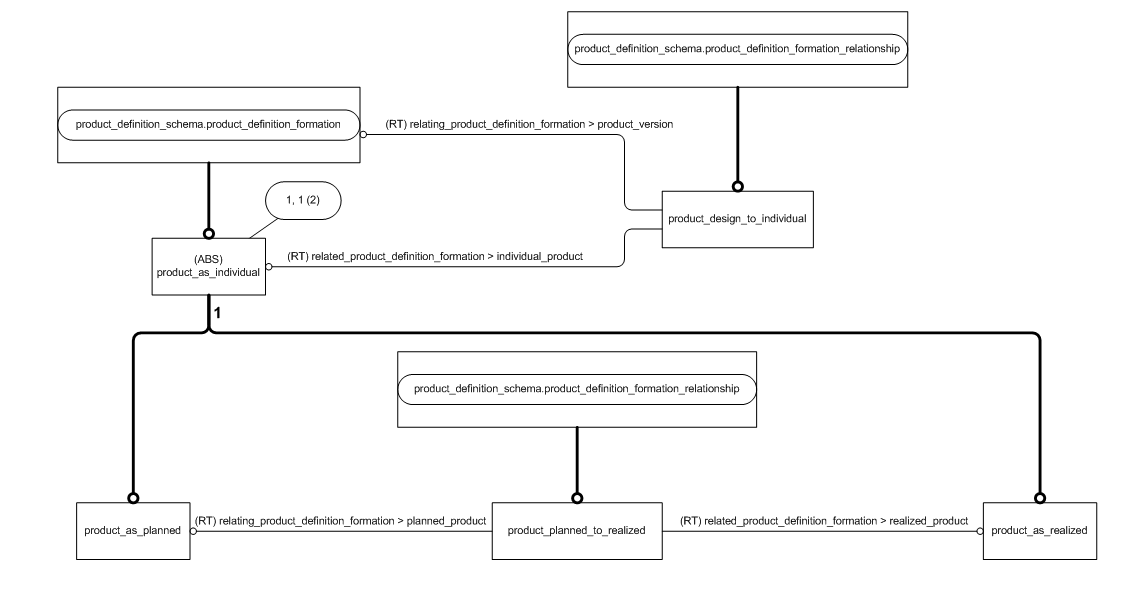 product_definition_schema.product_definition_formation_relationship
product_definition_schema.product_definition_formation
(RT) relating_product_definition_formation > product_version
1, 1 (2)
product_design_to_individual
(ABS)
product_as_individual
(RT) related_product_definition_formation > individual_product
1
product_definition_schema.product_definition_formation_relationship
product_as_planned
(RT) relating_product_definition_formation > planned_product
product_planned_to_realized
(RT) related_product_definition_formation > realized_product
product_as_realized